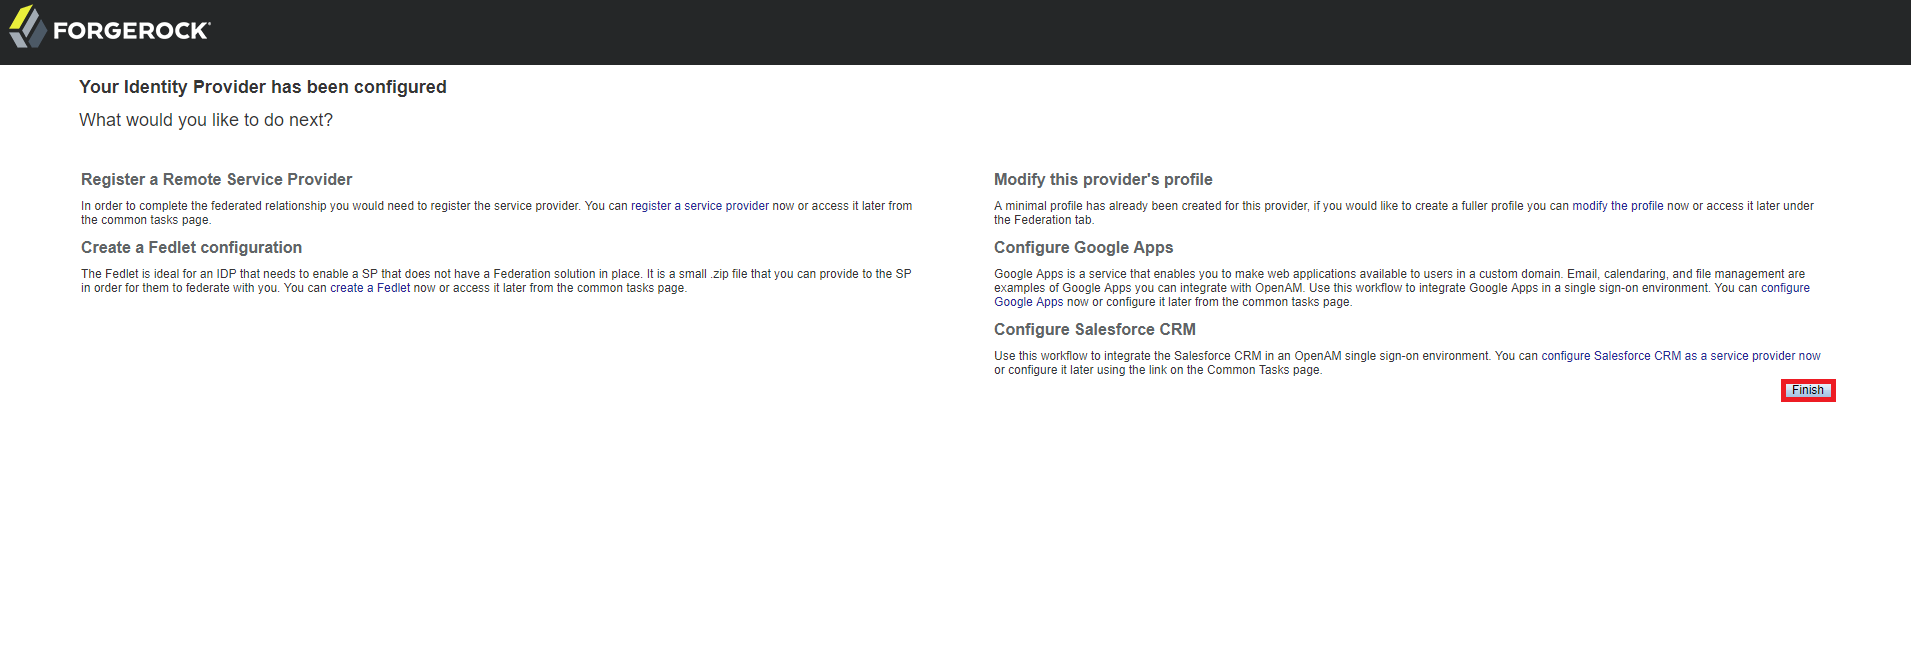 FORGEROCK
Your Identity Provider has been configured
What would you like to do next?
Register a Remote Service Provider
In order to complete the federated relationship you would need to register the service provider. You can register a service provider now or access it later from
the common tasks page.
Create a Fedlet configuration
The Fedlet is ideal for an IDP that needs to enable a SP that does not have a Federation solution in place. It is a small .zip file that you can provide to the SP
in order for them to federate with you. You can create a Fedlet now or access it later from the common tasks page.
Modify this provider's profile
A minimal profile has already been created for this provider, if you would like to create a fuller profile you can modify the profile now or access it later under
the Federation tab.
Configure Google Apps
Google Apps is a service that enables you to make web applications available to users in a custom domain. Email, calendaring, and file management are
examples of Google Apps you can integrate with OpenAM. Use this workflow to integrate Google Apps in a single sign-on environment. You can configure
Google Apps now or configure it later from the common tasks page.
Configure Salesforce CRM
Use this workflow to integrate the Salesforce CRM in an OpenAM single sign-on environment. You can configure Salesforce CRM as a service provider now
or configure it later using the link on the Common Tasks page.
Finish